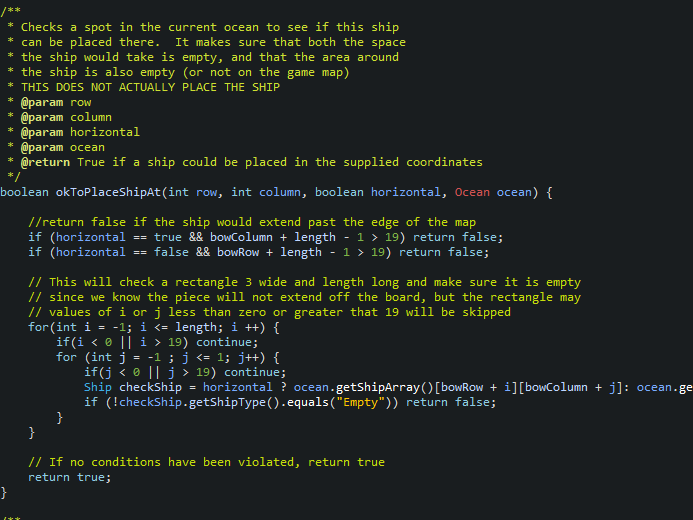 /**
 * Checks a spot in the current ocean to see if this ship
 * can be placed there.  It makes sure that both the space
 * the ship would take is empty, and that the area around
 * the ship is also empty (or not on the game map)
 * THIS DOES NOT ACTUALLY PLACE THE SHIP
 * @param row
 * @param column
 * @param horizontal
 * @param ocean
 * @return True if a ship could be placed in the supplied coordinates
 */
boolean okToPlaceShipAt(int row, int column, boolean horizontal, Ocean ocean) {
    //return false if the ship would extend past the edge of the map
    if (horizontal == true && bowColumn + length - 1 > 19) return false;
    if (horizontal == false && bowRow + length - 1 > 19) return false;
    // This will check a rectangle 3 wide and length long and make sure it is empty
    // since we know the piece will not extend off the board, but the rectangle may
    // values of i or j less than zero or greater that 19 will be skipped
    for(int i = -1; i <= length; i ++) {
        if(i < 0 || i > 19) continue;
        for (int j = -1 ; j <= 1; j++) {
            if(j < 0 || j > 19) continue;
            Ship checkShip = horizontal ? ocean.getShipArray()[bowRow + i][bowColumn + j]: ocean.ge
            if (!checkShip.getShipType().equals("Empty")) return false;
        }
    }
    // If no conditions have been violated, return true
    return true;
}
/**